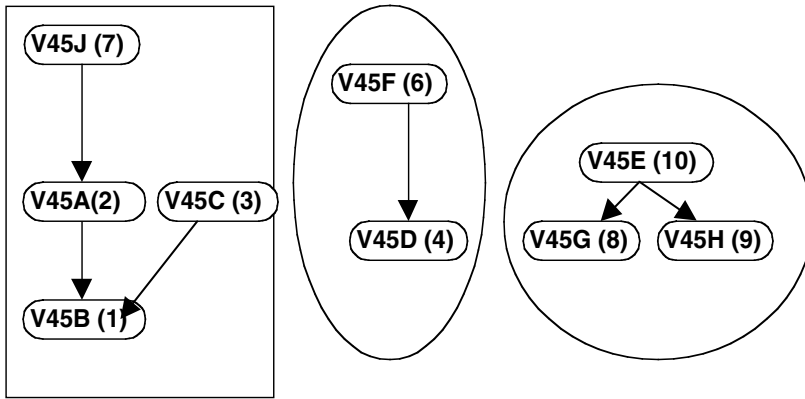 V45J (7)
V45A(2)
V45C (3)
V45B (1)
V45F (6)
V45D (4)
V45E (10)
V45G (8)
V45H (9)